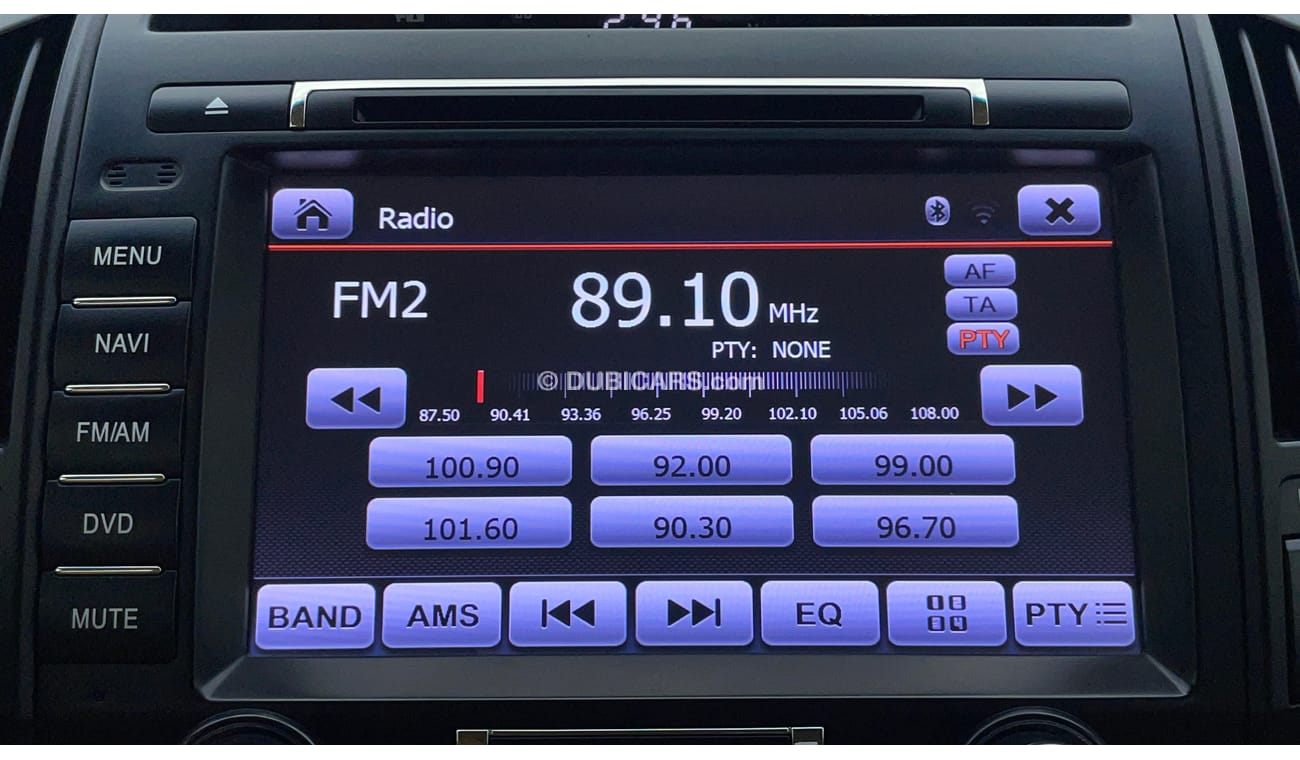 Radio
FM2
89.10 MHz
AF
TA
PTY
PTY: NONE
© DUBICARS.com
87.50 90.41 93.36 96.25 99.20 102.10 105.06 108.00
100.90 92.00 99.00
101.60 90.30 96.70
BAND AMS EQ PTY
MENU
NAVI
FM/AM
DVD
MUTE